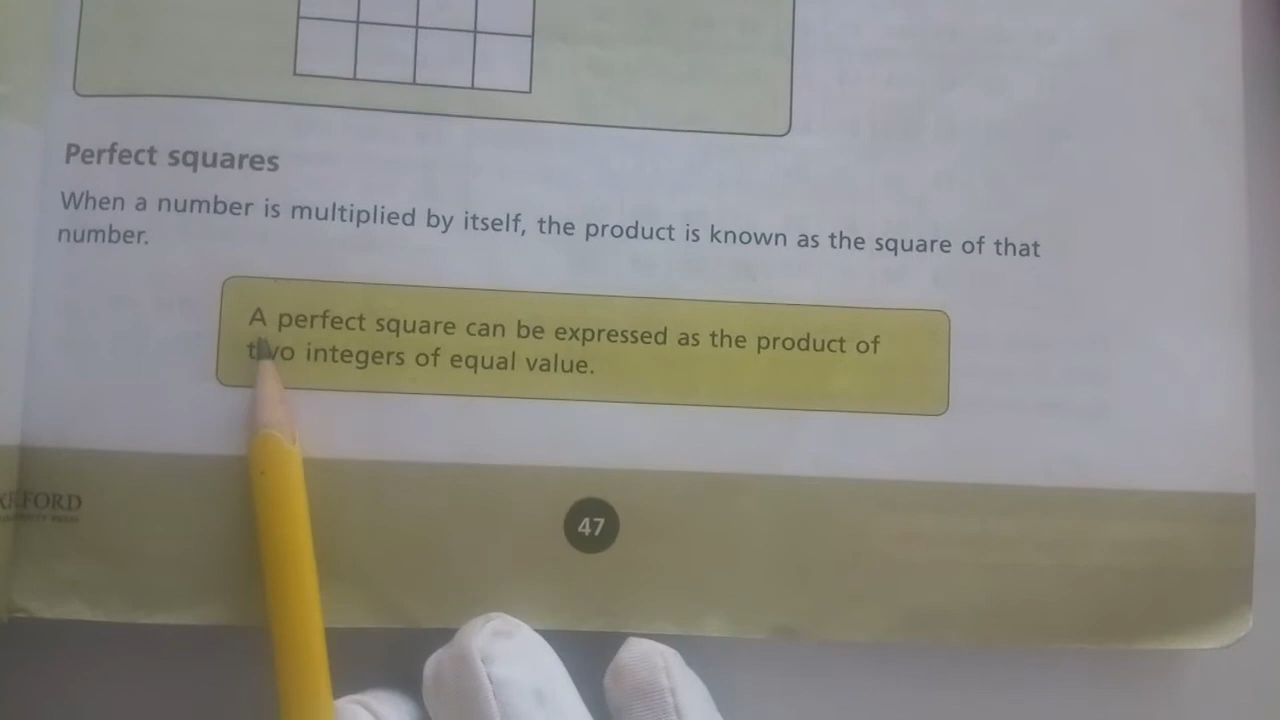 Perfect squares
When a number is multiplied by itself, the product is known as the square of that
number.
A perfect square can be expressed as the product of
two integers of equal value.
47